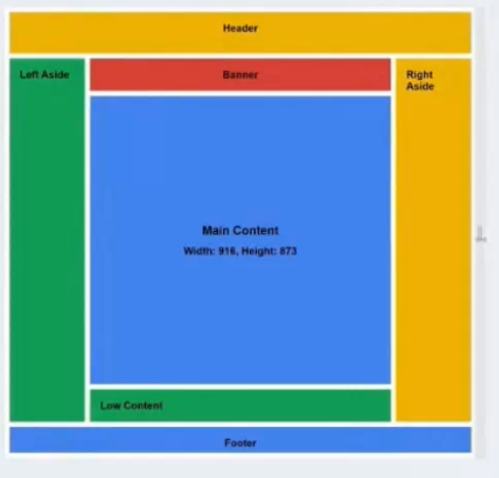 Header
Left Aside
Banner
Right
Aside
Main Content
Width: 916, Height: 873
Low Content
Footer